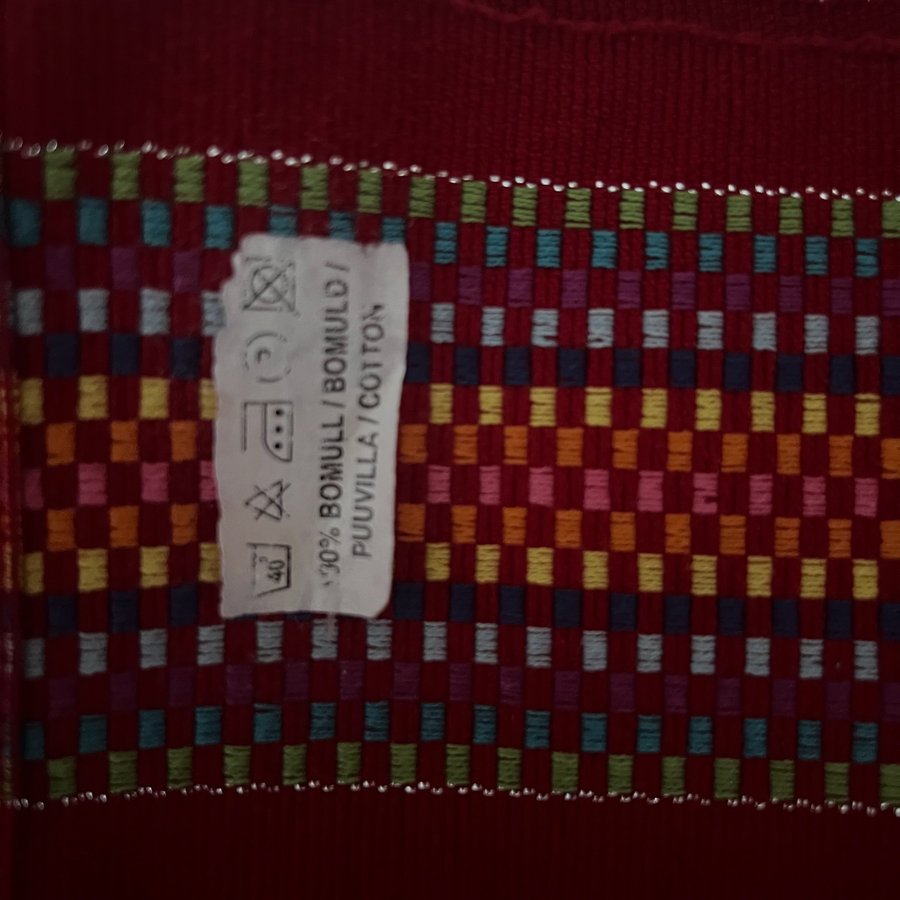 100% BOMULL / BOMULD /
PUUVILLA / COTTON
40°
P